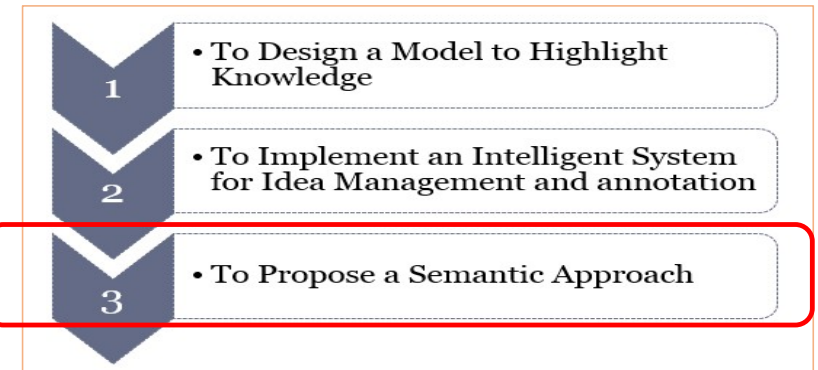 1
• To Design a Model to Highlight
Knowledge
2
• To Implement an Intelligent System
for Idea Management and annotation
3
• To Propose a Semantic Approach